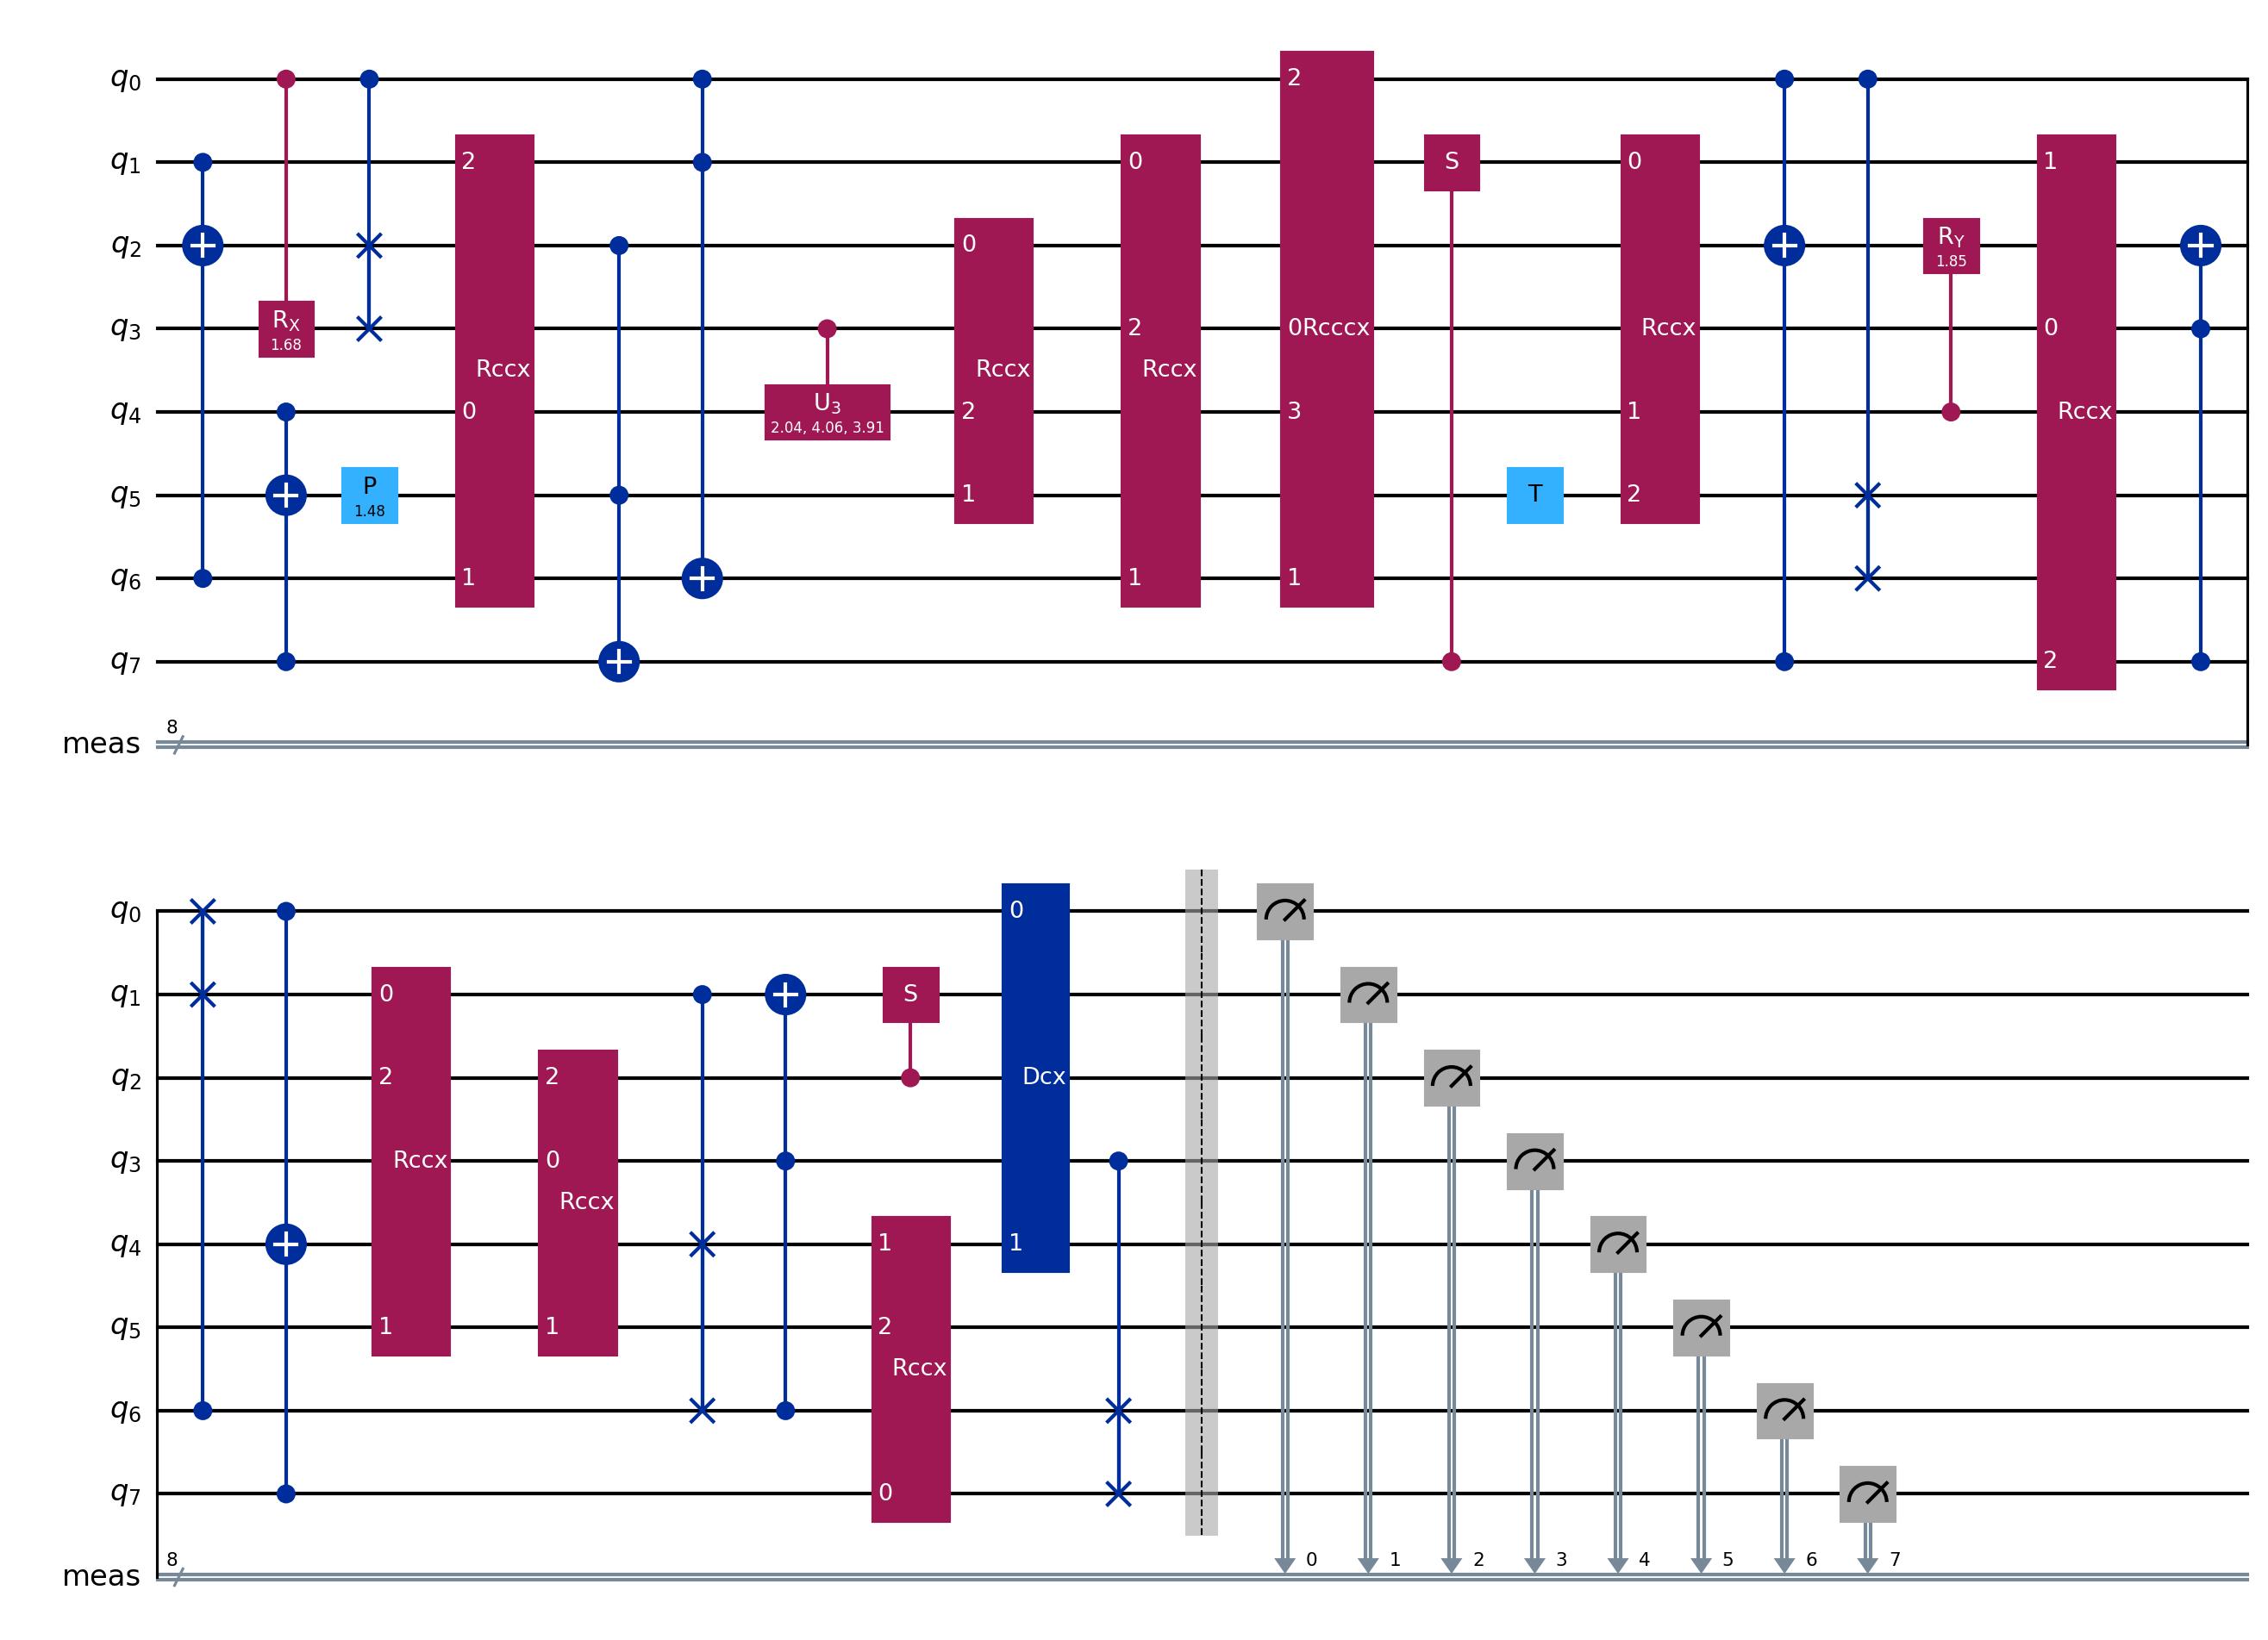 q0 2
q1 2 0 S 0 1
q2 0 RY 1.85
q3 RX 1.68 2 0Rcccx Rccx 0
Rccx Rccx Rccx
q4 0 U3 2.04, 4.06, 3.91 2 3 1 Rccx
q5 P 1.48 1 T 2
q6 1 1 1
q7 2
meas 8
q0 0
q1 0 S
q2 2 2 Dcx
q3 Rccx 0
Rccx
q4 1 1
q5 1 1 2
Rccx
q6
q7 0
meas 8 0 1 2 3 4 5 6 7